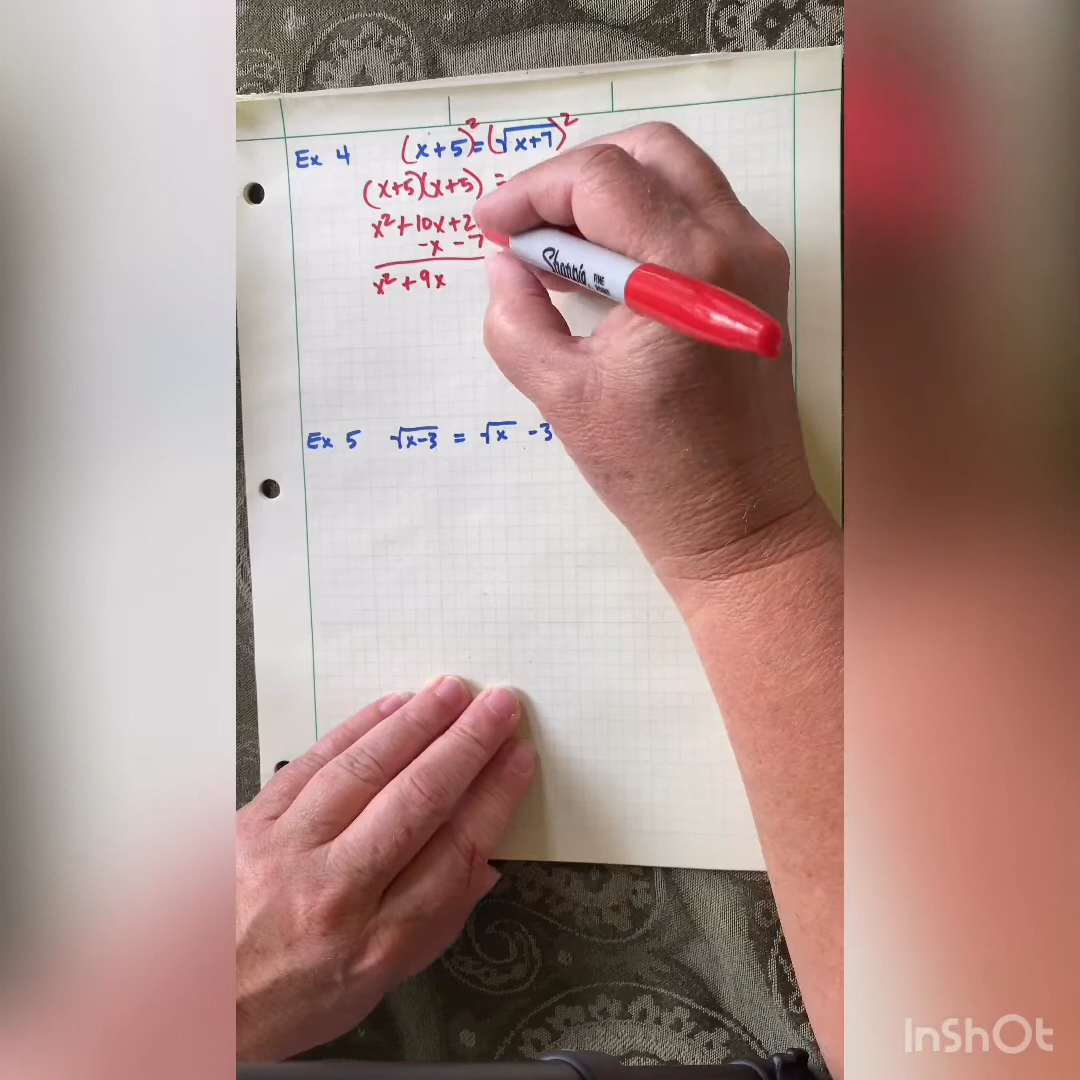 Ex 4 (x+5)² = (√x+7)²
(x+5)(x+5) =
x² + 10x + 2
-x - 7
x² + 9x
Sharpie
FINE
POINT
Ex 5 √x-3 = √x - 3
InShOt